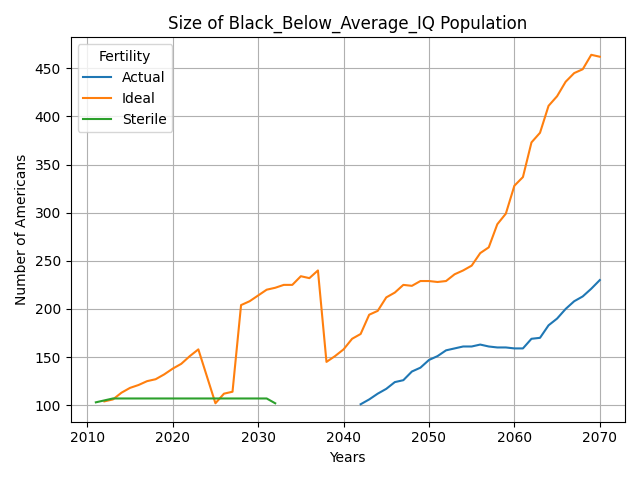 Size of Black_Below_Average_IQ Population
Fertility
Actual
Ideal
Sterile
Number of Americans
450
400
350
300
250
200
150
100
2010 2020 2030 2040 2050 2060 2070
Years